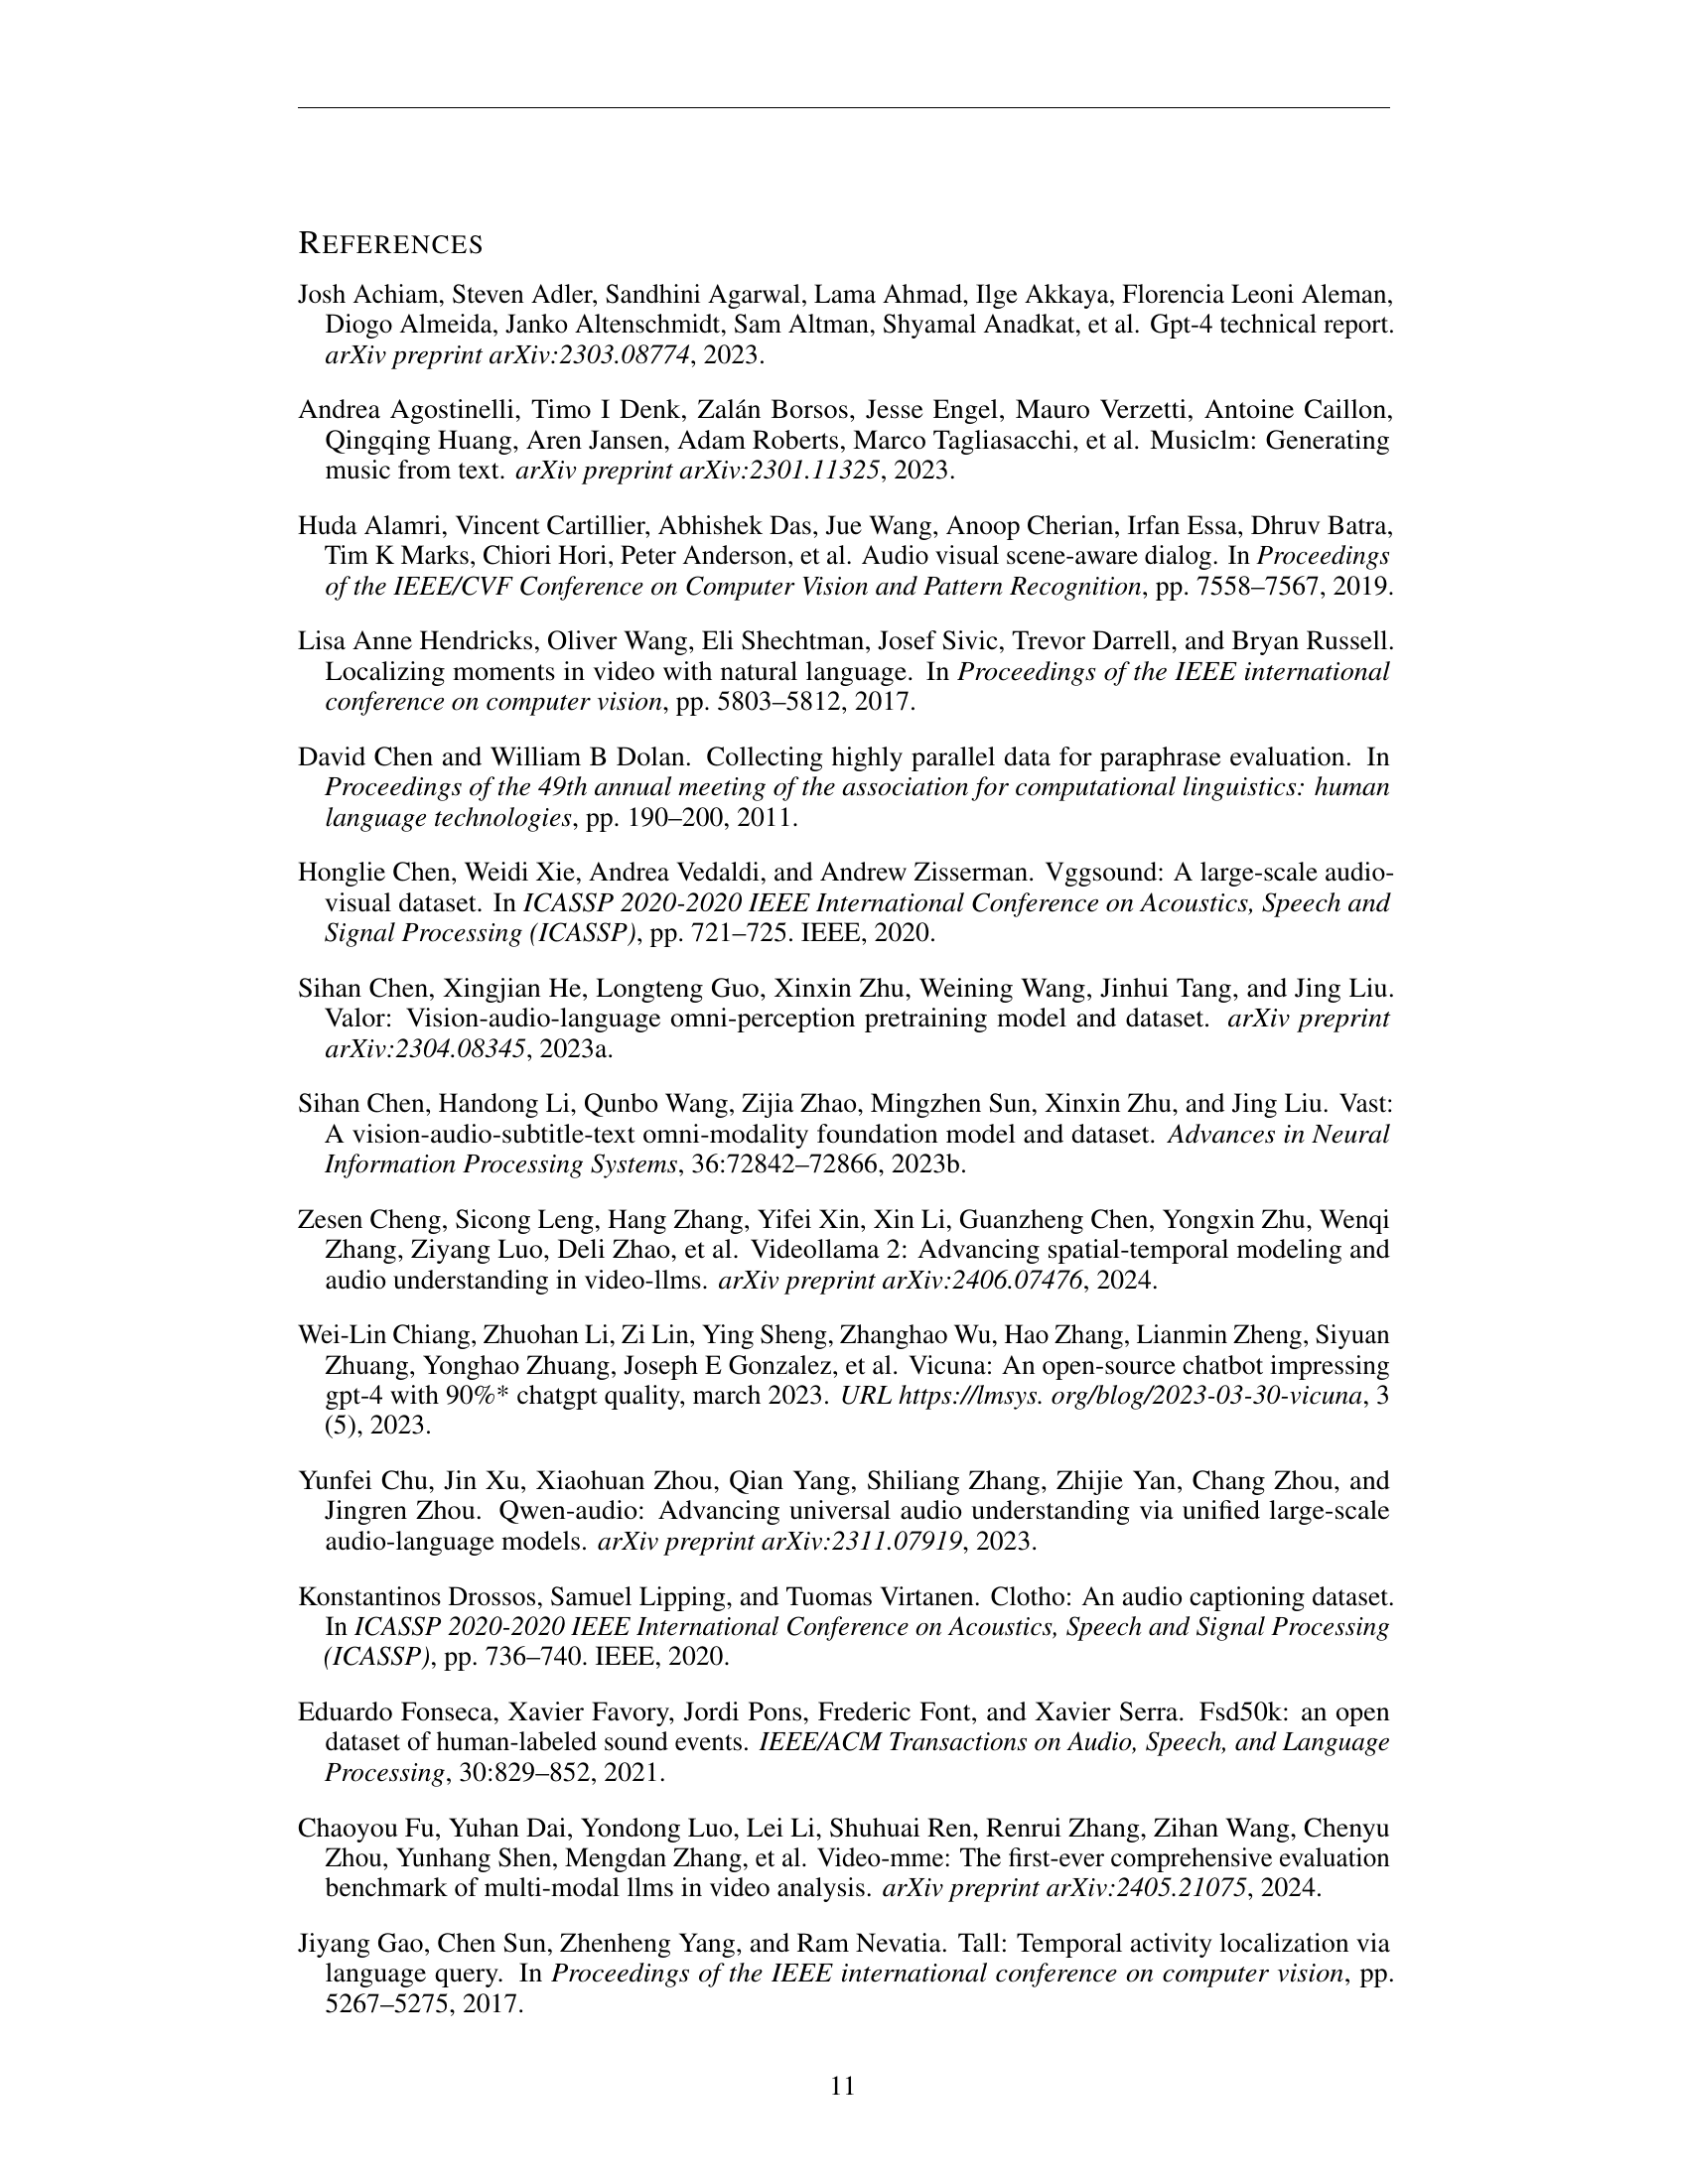 REFERENCES
Josh Achiam, Steven Adler, Sandhini Agarwal, Lama Ahmad, Ilge Akkaya, Florencia Leoni Aleman,
Diogo Almeida, Janko Altenschmidt, Sam Altman, Shyamal Anadkat, et al. Gpt-4 technical report.
arXiv preprint arXiv:2303.08774, 2023.
Andrea Agostinelli, Timo I Denk, Zalán Borsos, Jesse Engel, Mauro Verzetti, Antoine Caillon,
Qingqing Huang, Aren Jansen, Adam Roberts, Marco Tagliasacchi, et al. Musiclm: Generating
music from text. arXiv preprint arXiv:2301.11325, 2023.
Huda Alamri, Vincent Cartillier, Abhishek Das, Jue Wang, Anoop Cherian, Irfan Essa, Dhruv Batra,
Tim K Marks, Chiori Hori, Peter Anderson, et al. Audio visual scene-aware dialog. In Proceedings
of the IEEE/CVF Conference on Computer Vision and Pattern Recognition, pp. 7558–7567, 2019.
Lisa Anne Hendricks, Oliver Wang, Eli Shechtman, Josef Sivic, Trevor Darrell, and Bryan Russell.
Localizing moments in video with natural language. In Proceedings of the IEEE international
conference on computer vision, pp. 5803–5812, 2017.
David Chen and William B Dolan. Collecting highly parallel data for paraphrase evaluation. In
Proceedings of the 49th annual meeting of the association for computational linguistics: human
language technologies, pp. 190–200, 2011.
Honglie Chen, Weidi Xie, Andrea Vedaldi, and Andrew Zisserman. Vggsound: A large-scale audio-
visual dataset. In ICASSP 2020-2020 IEEE International Conference on Acoustics, Speech and
Signal Processing (ICASSP), pp. 721–725. IEEE, 2020.
Sihan Chen, Xingjian He, Longteng Guo, Xinxin Zhu, Weining Wang, Jinhui Tang, and Jing Liu.
Valor: Vision-audio-language omni-perception pretraining model and dataset. arXiv preprint
arXiv:2304.08345, 2023a.
Sihan Chen, Handong Li, Qunbo Wang, Zijia Zhao, Mingzhen Sun, Xinxin Zhu, and Jing Liu. Vast:
A vision-audio-subtitle-text omni-modality foundation model and dataset. Advances in Neural
Information Processing Systems, 36:72842–72866, 2023b.
Zesen Cheng, Sicong Leng, Hang Zhang, Yifei Xin, Xin Li, Guanzheng Chen, Yongxin Zhu, Wenqi
Zhang, Ziyang Luo, Deli Zhao, et al. Videollama 2: Advancing spatial-temporal modeling and
audio understanding in video-llms. arXiv preprint arXiv:2406.07476, 2024.
Wei-Lin Chiang, Zhuohan Li, Zi Lin, Ying Sheng, Zhanghao Wu, Hao Zhang, Lianmin Zheng, Siyuan
Zhuang, Yonghao Zhuang, Joseph E Gonzalez, et al. Vicuna: An open-source chatbot impressing
gpt-4 with 90%* chatgpt quality, march 2023. URL https://lmsys. org/blog/2023-03-30-vicuna, 3
(5), 2023.
Yunfei Chu, Jin Xu, Xiaohuan Zhou, Qian Yang, Shiliang Zhang, Zhijie Yan, Chang Zhou, and
Jingren Zhou. Qwen-audio: Advancing universal audio understanding via unified large-scale
audio-language models. arXiv preprint arXiv:2311.07919, 2023.
Konstantinos Drossos, Samuel Lipping, and Tuomas Virtanen. Clotho: An audio captioning dataset.
In ICASSP 2020-2020 IEEE International Conference on Acoustics, Speech and Signal Processing
(ICASSP), pp. 736–740. IEEE, 2020.
Eduardo Fonseca, Xavier Favory, Jordi Pons, Frederic Font, and Xavier Serra. Fsd50k: an open
dataset of human-labeled sound events. IEEE/ACM Transactions on Audio, Speech, and Language
Processing, 30:829–852, 2021.
Chaoyou Fu, Yuhan Dai, Yondong Luo, Lei Li, Shuhuai Ren, Renrui Zhang, Zihan Wang, Chenyu
Zhou, Yunhang Shen, Mengdan Zhang, et al. Video-mme: The first-ever comprehensive evaluation
benchmark of multi-modal llms in video analysis. arXiv preprint arXiv:2405.21075, 2024.
Jiyang Gao, Chen Sun, Zhenheng Yang, and Ram Nevatia. Tall: Temporal activity localization via
language query. In Proceedings of the IEEE international conference on computer vision, pp.
5267–5275, 2017.
11